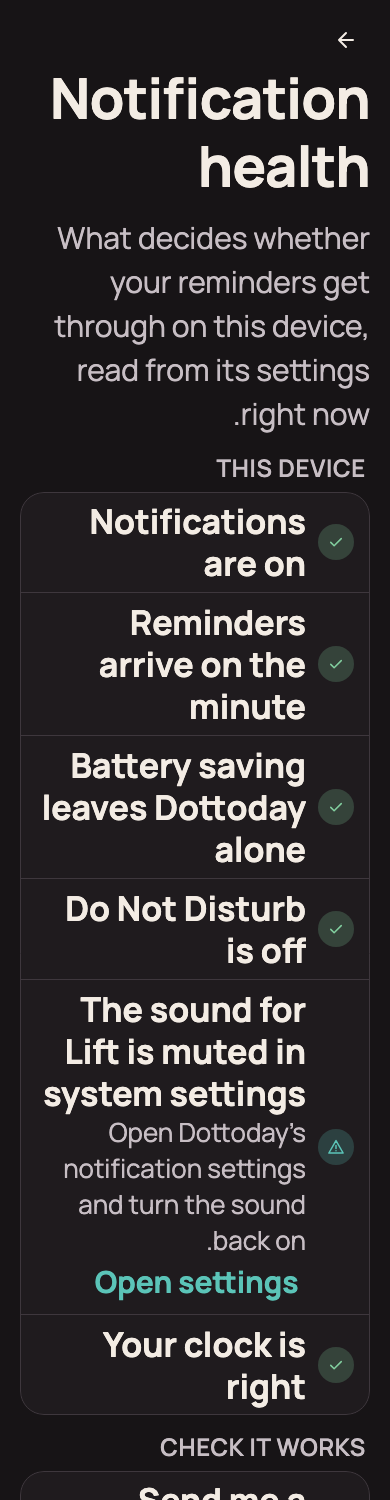 Notification
health
What decides whether
your reminders get
through on this device,
read from its settings
.right now
THIS DEVICE
Notifications
are on
Reminders
arrive on the
minute
Battery saving
leaves Dottoday
alone
Do Not Disturb
is off
The sound for
Lift is muted in
system settings
Open Dottoday's
notification settings
and turn the sound
.back on
Open settings
Your clock is
right
CHECK IT WORKS
Send me a